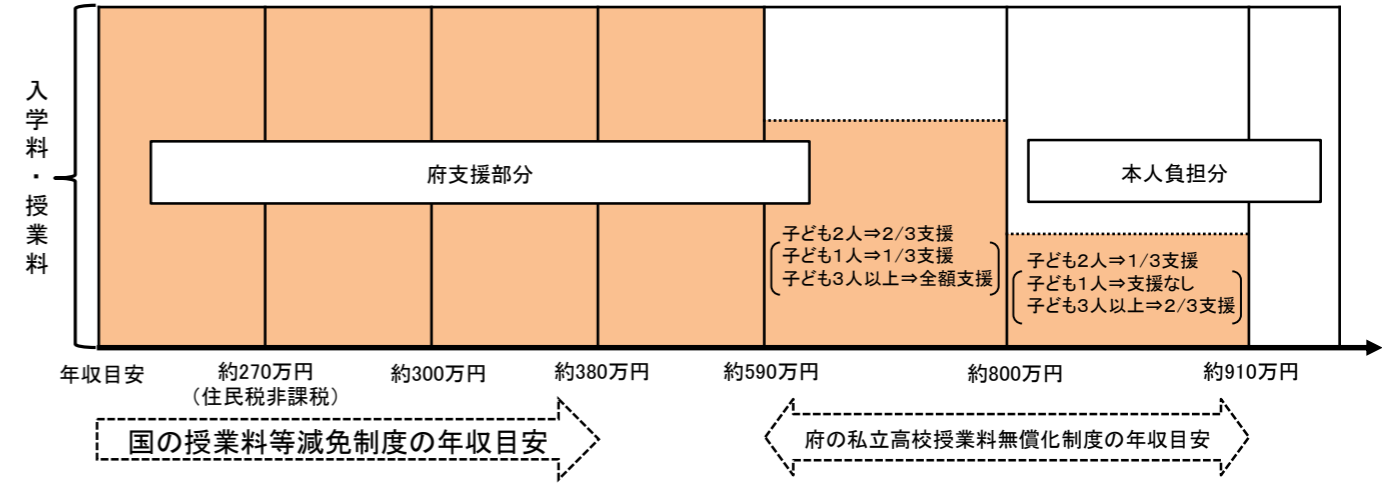 入学料・授業料
府支援部分
本人負担分
子ども2人⇒2/3支援
子ども1人⇒1/3支援
子ども3人以上⇒全額支援
子ども2人⇒1/3支援
子ども1人⇒支援なし
子ども3人以上⇒2/3支援
年収目安
約270万円
（住民税非課税）
約300万円
約380万円
約590万円
約800万円
約910万円
国の授業料等減免制度の年収目安
府の私立高校授業料無償化制度の年収目安